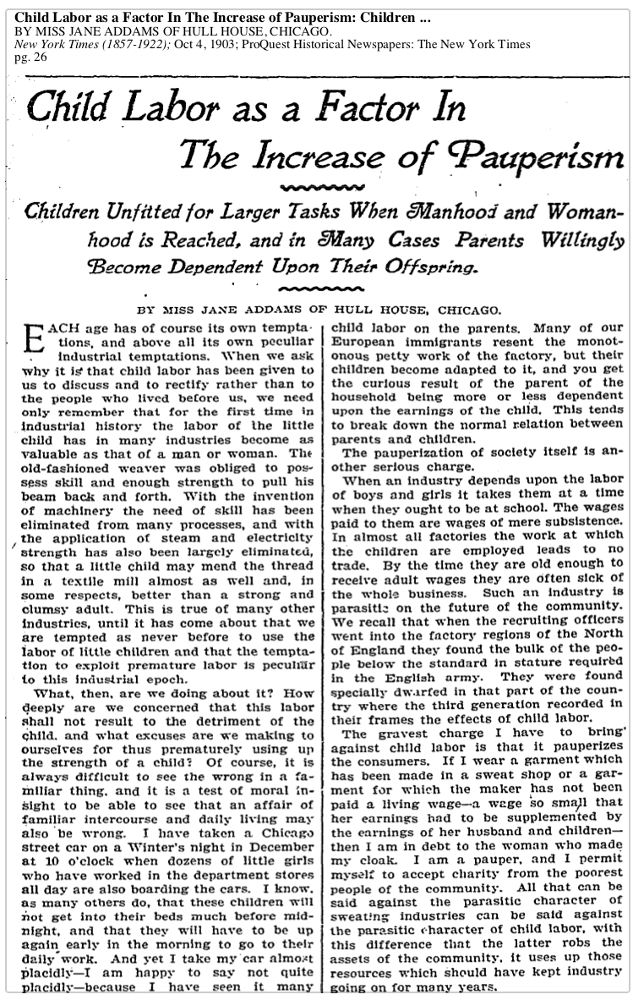 Child Labor as a Factor In The Increase of Pauperism: Children ...
BY MISS JANE ADDAMS OF HULL HOUSE, CHICAGO.
New York Times (1857-1922); Oct 4, 1903; ProQuest Historical Newspapers: The New York Times
pg. 26
Child Labor as a Factor In
The Increase of Pauperism
Children Unfitted for Larger Tasks When Manhood and Woman-
hood is Reached, and in Many Cases Parents Willingly
Become Dependent Upon Their Offspring.
BY MISS JANE ADDAMS OF HULL HOUSE, CHICAGO.
EACH age has of course its own tempta-
tions, and above all its own peculiar
industrial temptations. When we ask
why it is that child labor has been given to
us to discuss and to rectify rather than to
the people who lived before us, we need
only remember that for the first time in
industrial history the labor of the little
child has in many industries become as
valuable as that of a man or woman. The
old-fashioned weaver was obliged to pos-
sess skill and enough strength to pull his
beam back and forth. With the invention
of machinery the need of skill has been
eliminated from many processes, and with
the application of steam and electricity
strength has also been largely eliminated,
so that a little child may mend the thread
in a textile mill almost as well and, in
some respects, better than a strong and
clumsy adult. This is true of many other
industries, until it has come about that we
are tempted as never before to use the
labor of little children and that the tempta-
tion to exploit premature labor is peculiar
to this industrial epoch.
What, then, are we doing about it? How
deeply are we concerned that this labor
shall not result to the detriment of the
child, and what excuses are we making to
ourselves for thus prematurely using up
the strength of a child? Of course, it is
always difficult to see the wrong in a fa-
miliar thing, and it is a test of moral in-
sight to be able to see that an affair of
familiar intercourse and daily living may
also be wrong. I have taken a Chicago
street car on a Winter's night in December
at 10 o'clock when dozens of little girls
who have worked in the department stores
all day are also boarding the cars. I know,
as many others do, that these children will
not get into their beds much before mid-
night, and that they will have to be up
again early in the morning to go to their
daily work. And yet I take my car almost
placidly—I am happy to say not quite
placidly—because I have seen it many
child labor on the parents. Many of our
European immigrants resent the monot-
onous petty work of the factory, but their
children become adapted to it, and you get
the curious result of the parent of the
household being more or less dependent
upon the earnings of the child. This tends
to break down the normal relation between
parents and children.
The pauperization of society itself is an-
other serious charge.
When an industry depends upon the labor
of boys and girls it takes them at a time
when they ought to be at school. The wages
paid to them are wages of mere subsistence.
In almost all factories the work at which
the children are employed leads to no
trade. By the time they are old enough to
receive adult wages they are often sick of
the whole business. Such an industry is
parasitic on the future of the community.
We recall that when the recruiting officers
went into the factory regions of the North
of England they found the bulk of the peo-
ple below the standard in stature required
in the English army. They were found
specially dwarfed in that part of the coun-
try where the third generation recorded in
their frames the effects of child labor.
The gravest charge I have to bring
against child labor is that it pauperizes
the consumers. If I wear a garment which
has been made in a sweat shop or a gar-
ment for which the maker has not been
paid a living wage—a wage so small that
her earnings had to be supplemented by
the earnings of her husband and children—
then I am in debt to the woman who made
my cloak. I am a pauper, and I permit
myself to accept charity from the poorest
people of the community. All that can be
said against the parasitic character of
sweating industries can be said against
the parasitic character of child labor, with
this difference that the latter robs the
assets of the community, it uses up those
resources which should have kept industry
going on for many years.